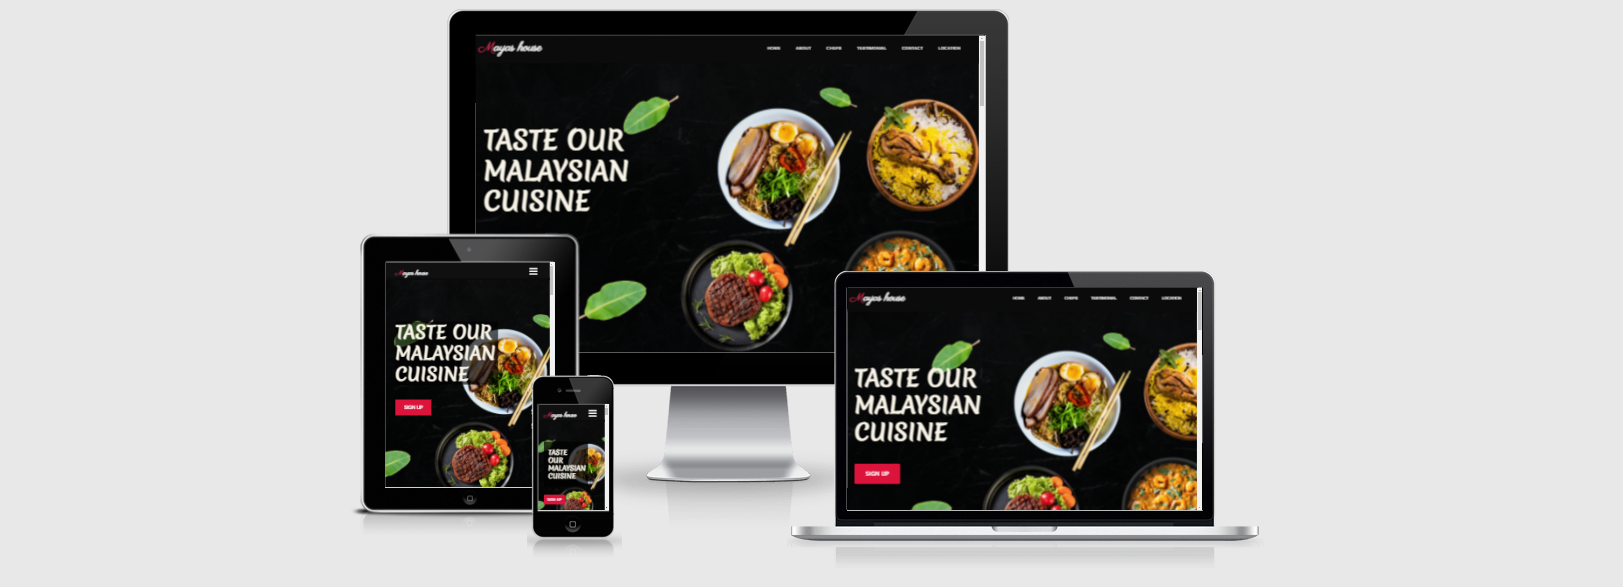 Mayas house
HOME ABOUT CHEFS TESTIMONIAL CONTACT LOCATION
TASTE OUR
MALAYSIAN
CUISINE
Mayas house
TASTE OUR
MALAYSIAN
CUISINE
SIGN UP
Mayas house
TASTE
OUR
MALAYSIAN
CUISINE
SIGN UP
Mayas house
HOME ABOUT CHEFS TESTIMONIAL CONTACT LOCATION
TASTE OUR
MALAYSIAN
CUISINE
SIGN UP